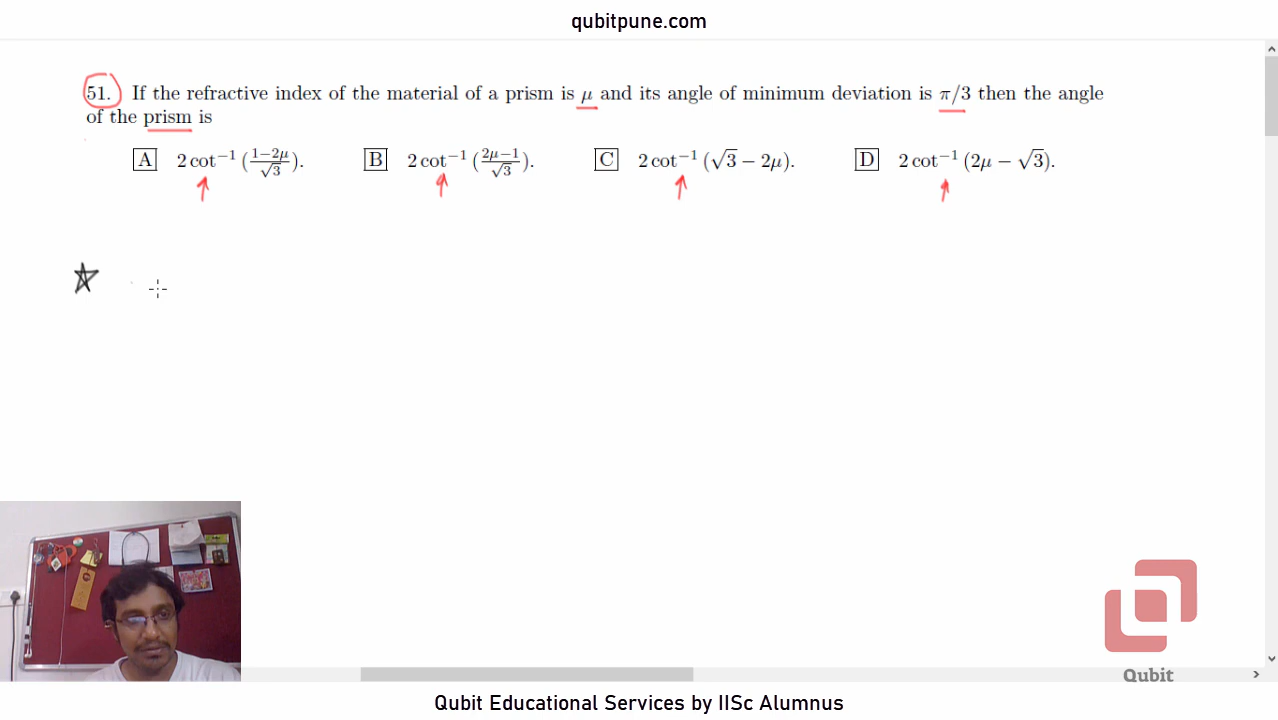 qubitpune.com
51. If the refractive index of the material of a prism is μ and its angle of minimum deviation is π/3 then the angle
of the prism is
A 2 cot⁻¹ (1−2μ/√3). B 2 cot⁻¹ (2μ−1/√3). C 2 cot⁻¹ (√3 − 2μ). D 2 cot⁻¹ (2μ − √3).
Qubit
Qubit Educational Services by IISc Alumnus